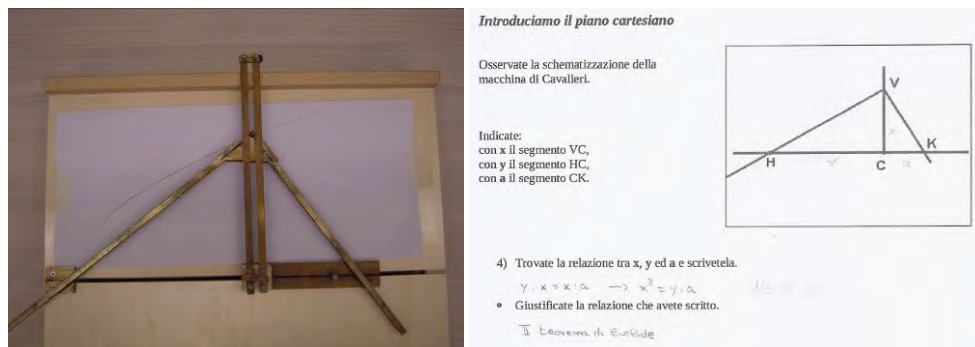 Introduciamo il piano cartesiano
Osservate la schematizzazione della
macchina di Cavalieri.
Indicate:
con x il segmento VC,
con y il segmento HC,
con a il segmento CK.
V
x
H
y
C
a
K
4) Trovate la relazione tra x, y ed a e scrivetela.
y : x = x : a → x² = y . a
• Giustificate la relazione che avete scritto.
II teorema di Euclide